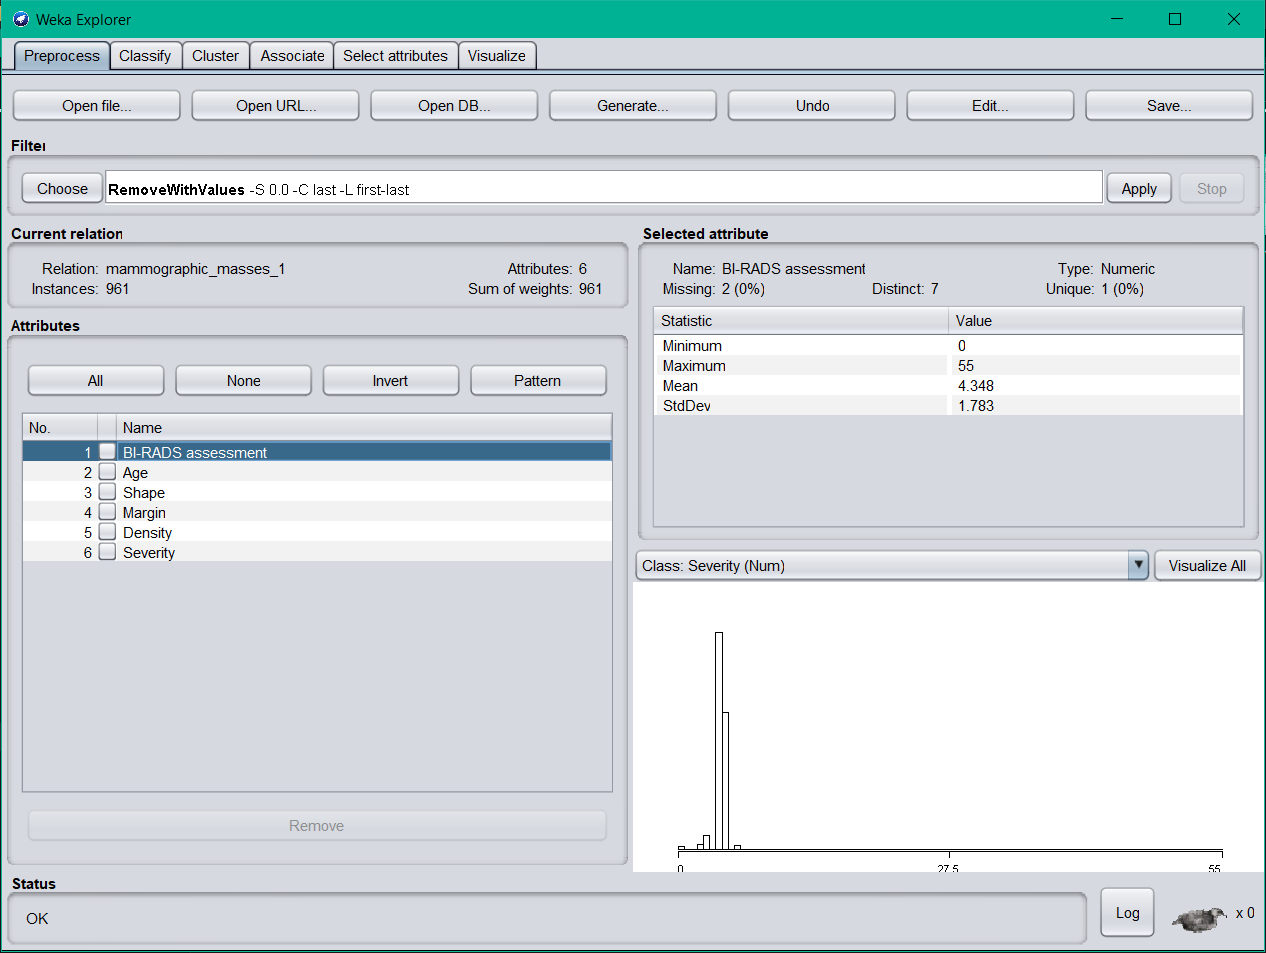 Weka Explorer
Preprocess Classify Cluster Associate Select attributes Visualize
Open file... Open URL... Open DB... Generate... Undo Edit... Save...
Filter
Choose RemoveWithValues -S 0.0 -C last -L first-last Apply Stop
Current relation
Relation: mammographic_masses_1 Attributes: 6
Instances: 961 Sum of weights: 961
Attributes
All None Invert Pattern
No. Name
1 BI-RADS assessment
2 Age
3 Shape
4 Margin
5 Density
6 Severity
Remove
Selected attribute
Name: BI-RADS assessment Type: Numeric
Missing: 2 (0%) Distinct: 7 Unique: 1 (0%)
Statistic Value
Minimum 0
Maximum 55
Mean 4.348
StdDev 1.783
Class: Severity (Num) Visualize All
0 27.5 55
Status
OK Log x 0